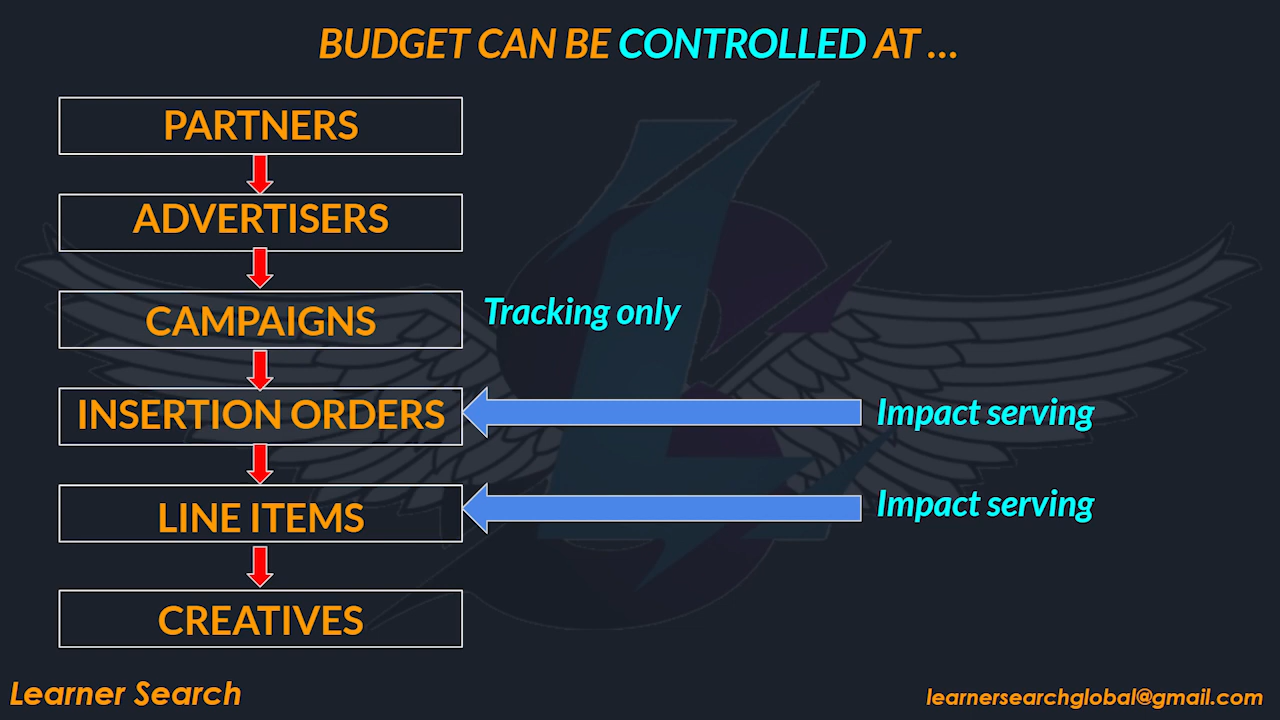 BUDGET CAN BE CONTROLLED AT ...
PARTNERS
ADVERTISERS
CAMPAIGNS
Tracking only
INSERTION ORDERS
Impact serving
LINE ITEMS
Impact serving
CREATIVES
Learner Search
learnersearchglobal@gmail.com